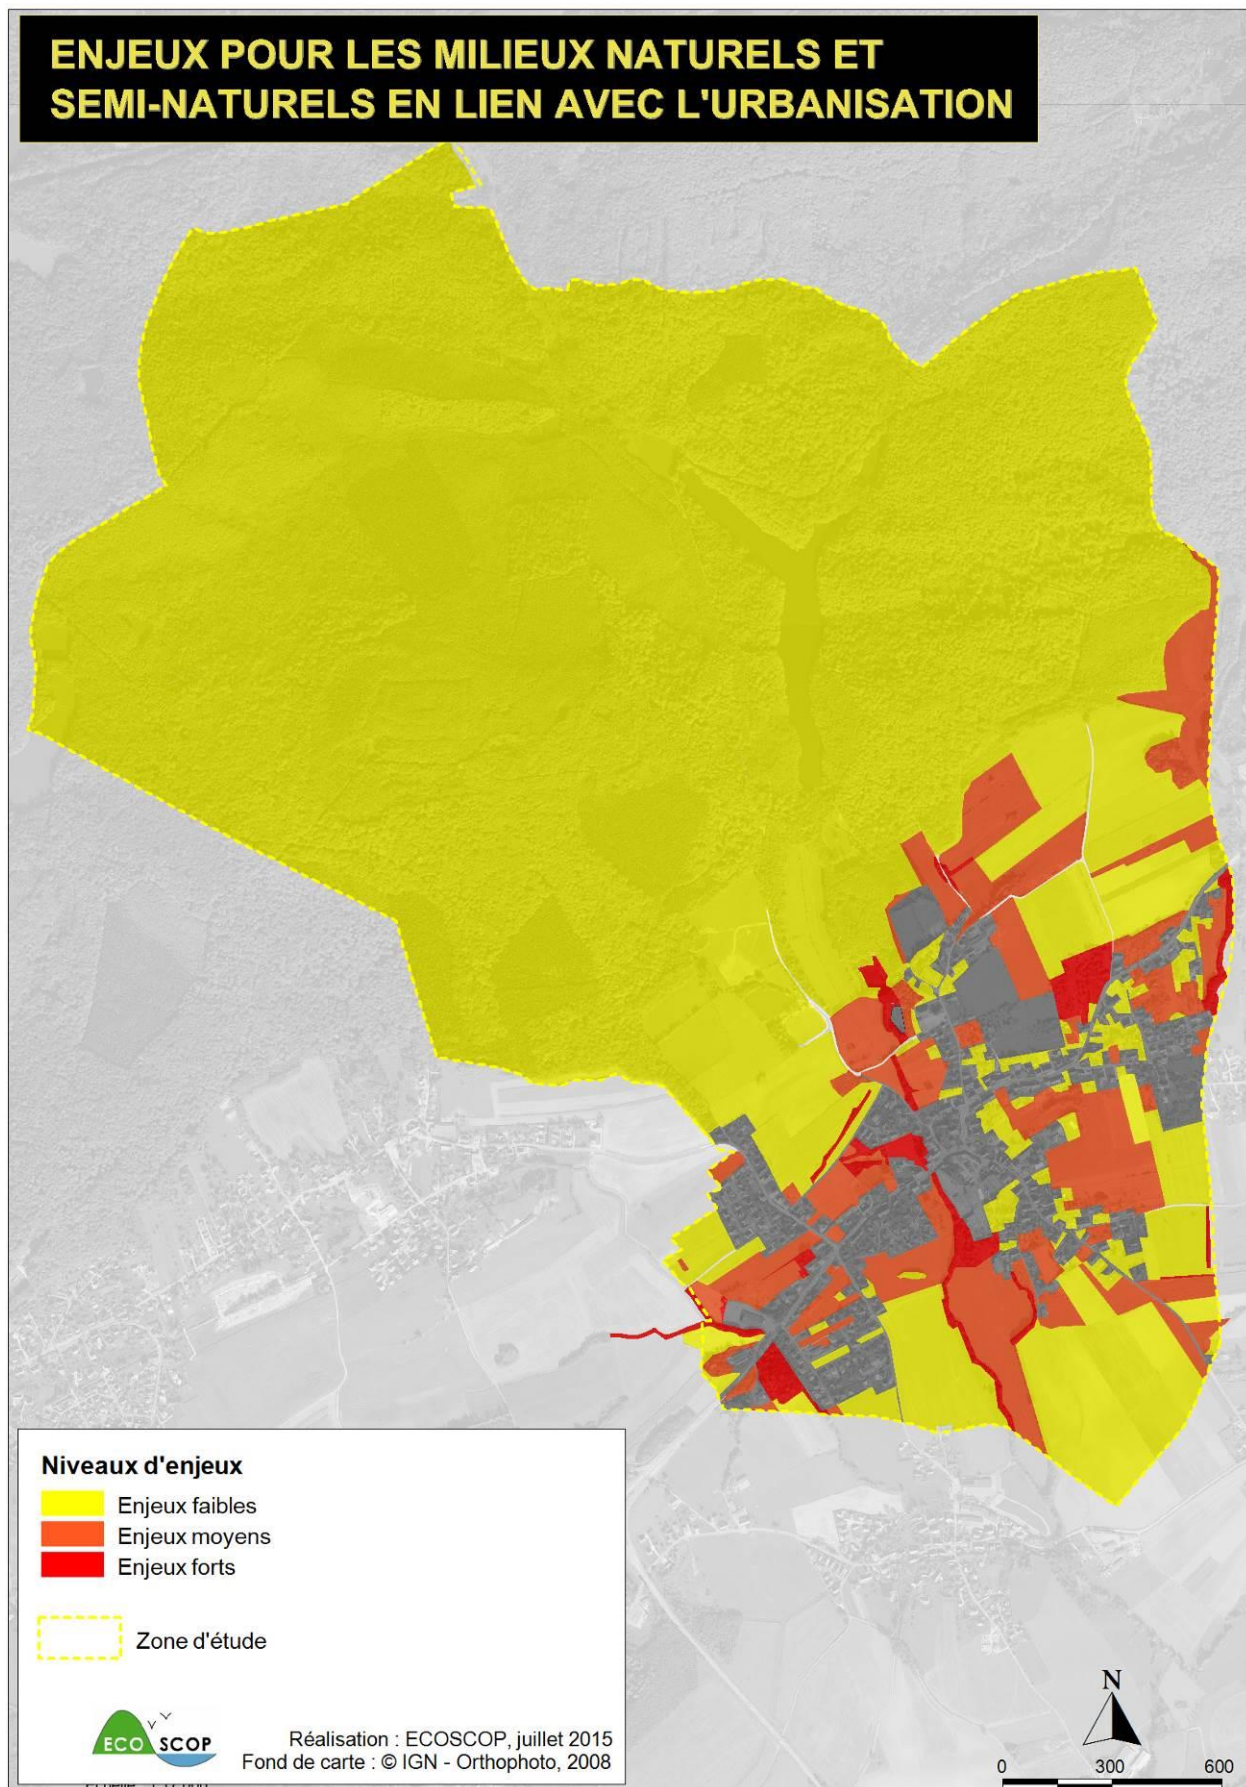 ENJEUX POUR LES MILIEUX NATURELS ET
SEMI-NATURELS EN LIEN AVEC L'URBANISATION
Niveaux d'enjeux
Enjeux faibles
Enjeux moyens
Enjeux forts
Zone d'étude
ECO SCOP
Réalisation : ECOSCOP, juillet 2015
Fond de carte : © IGN - Orthophoto, 2008
N
0 300 600